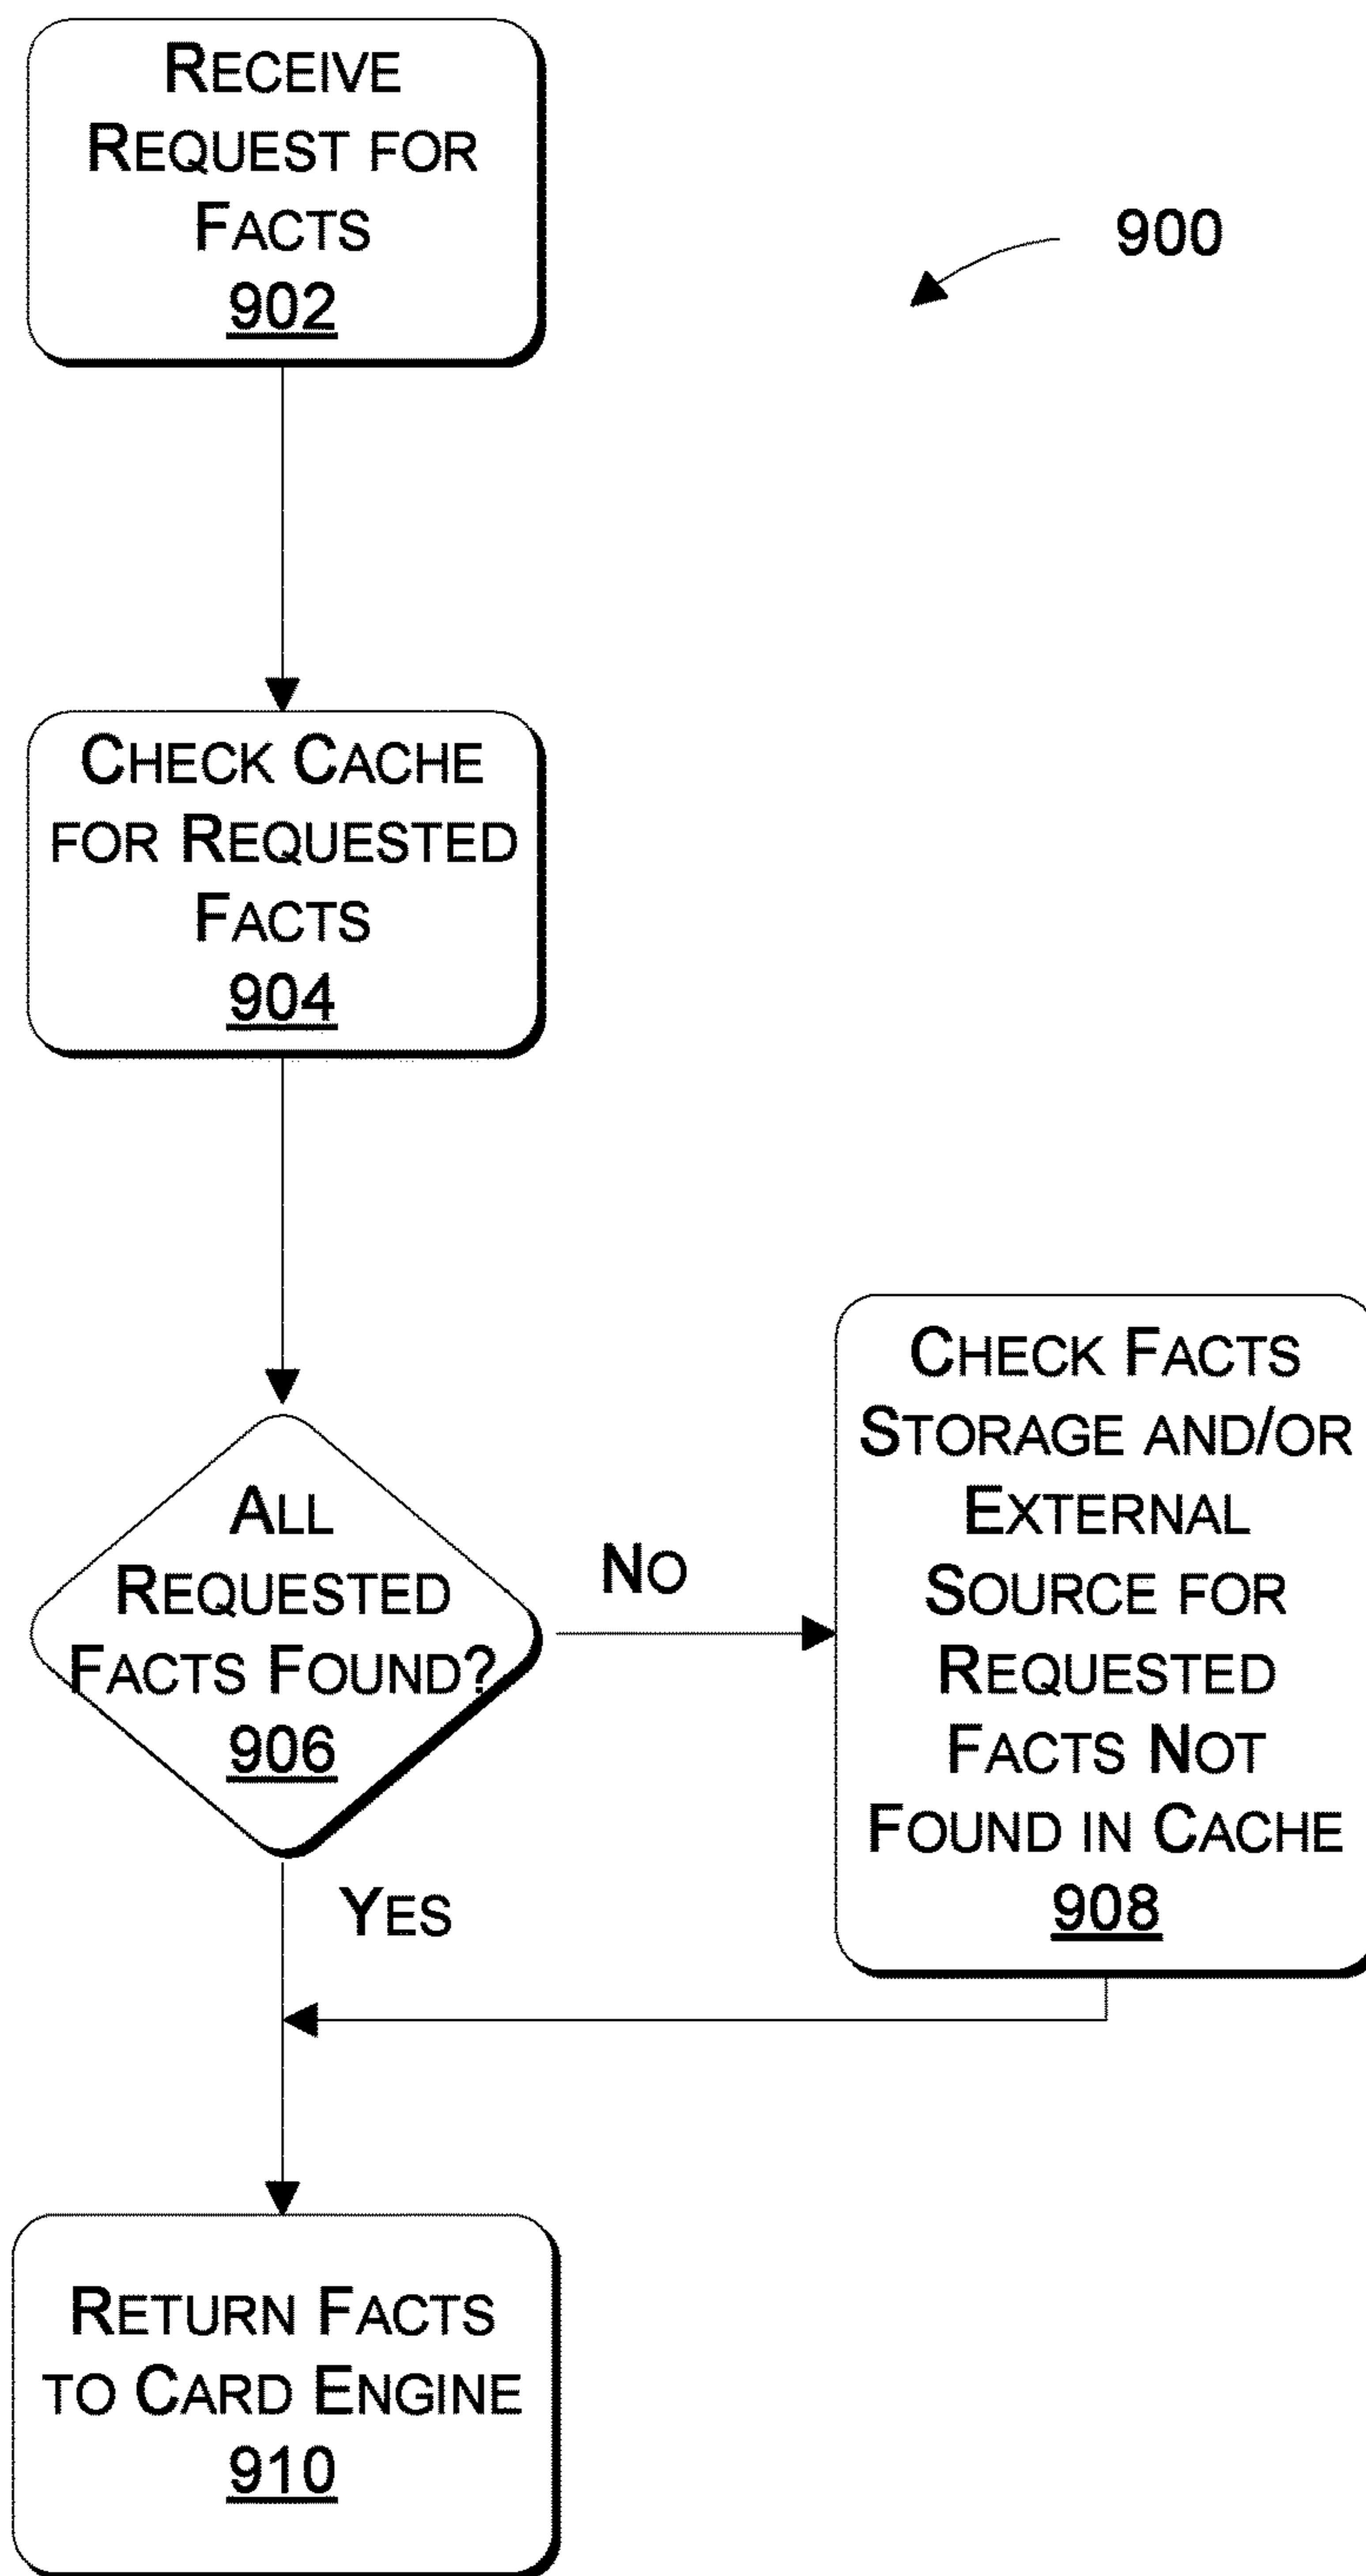 RECEIVE
REQUEST FOR
FACTS
902
900
CHECK CACHE
FOR REQUESTED
FACTS
904
ALL
REQUESTED
FACTS FOUND?
906
NO
YES
CHECK FACTS
STORAGE AND/OR
EXTERNAL
SOURCE FOR
REQUESTED
FACTS NOT
FOUND IN CACHE
908
RETURN FACTS
TO CARD ENGINE
910